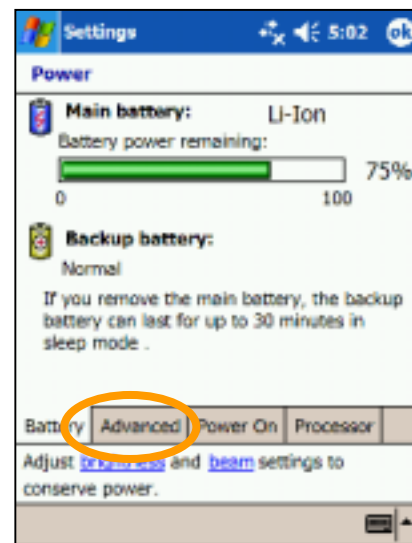 Settings 5:02 ok
Power
Main battery: Li-Ion
Battery power remaining:
75%
0 100
Backup battery:
Normal
If you remove the main battery, the backup
battery can last for up to 30 minutes in
sleep mode .
Battery Advanced Power On Processor
Adjust brightness and beam settings to
conserve power.